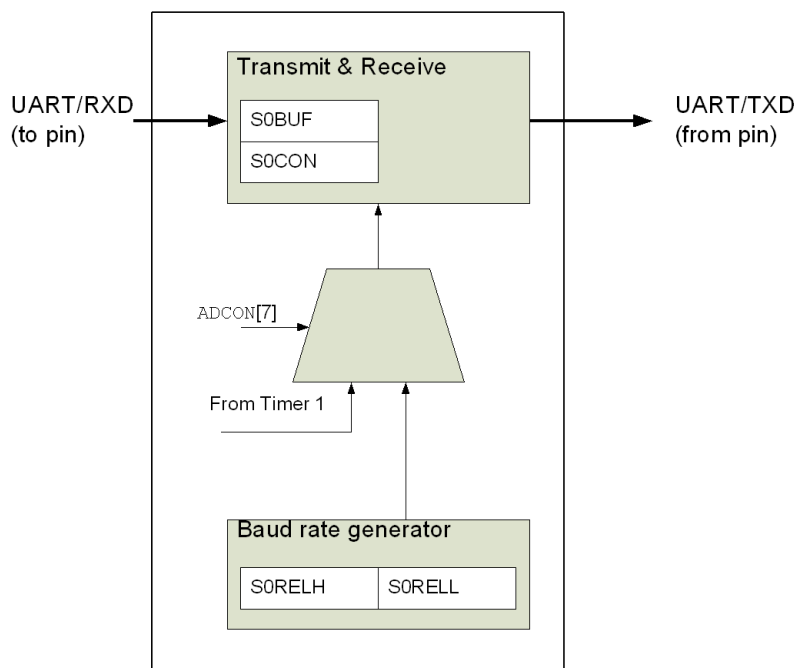 Transmit & Receive
UART/RXD
(to pin)
S0BUF
S0CON
UART/TXD
(from pin)
ADCON[7]
From Timer 1
Baud rate generator
S0RELH
S0RELL